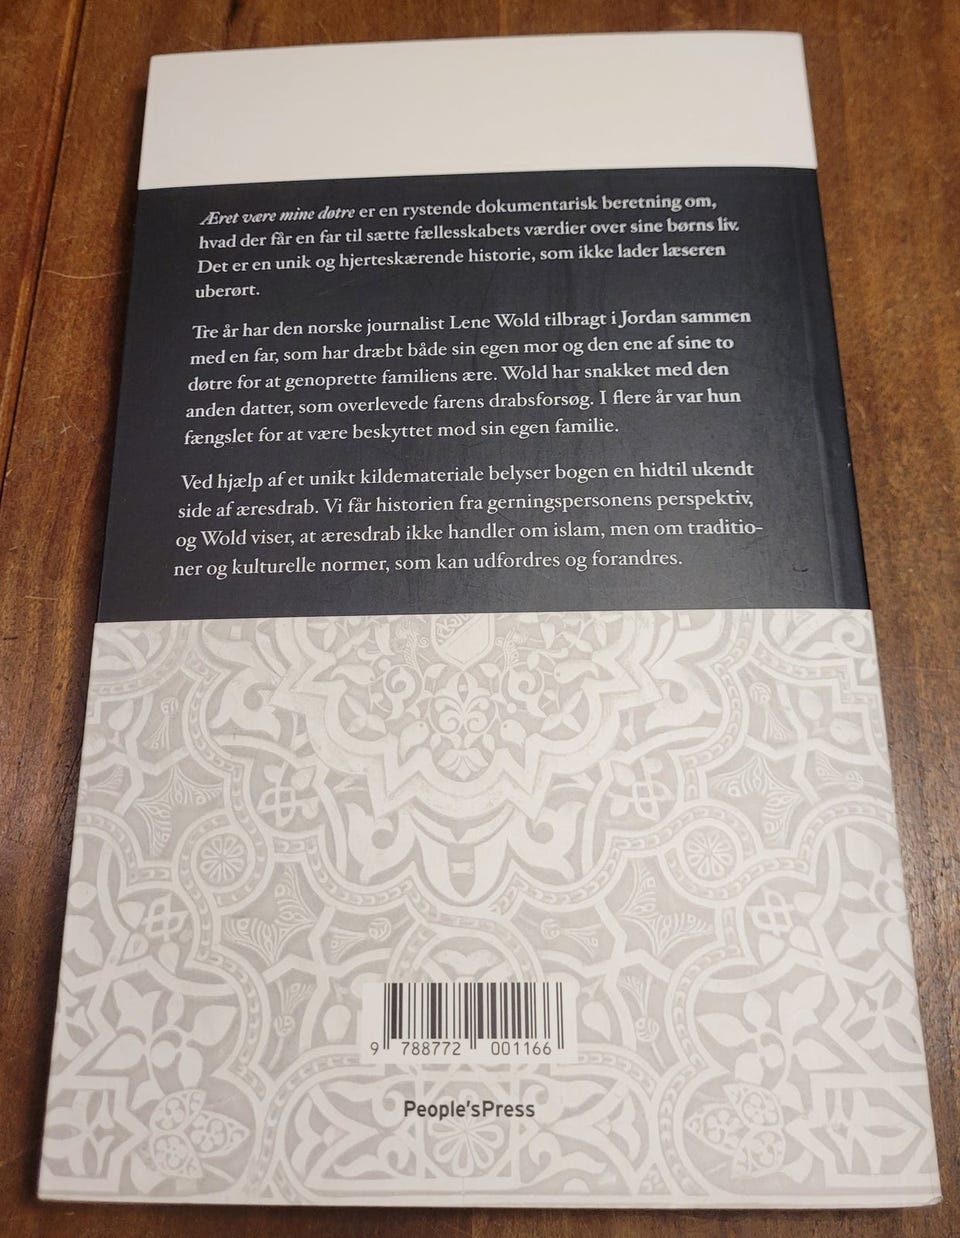 Æret være mine døtre er en rystende dokumentarisk beretning om,
hvad der får en far til sætte fællesskabets værdier over sine børns liv.
Det er en unik og hjerteskærende historie, som ikke lader læseren
uberørt.
Tre år har den norske journalist Lene Wold tilbragt i Jordan sammen
med en far, som har dræbt både sin egen mor og den ene af sine to
døtre for at genoprette familiens ære. Wold har snakket med den
anden datter, som overlevede farens drabsforsøg. I flere år var hun
fængslet for at være beskyttet mod sin egen familie.
Ved hjælp af et unikt kildemateriale belyser bogen en hidtil ukendt
side af æresdrab. Vi får historien fra gerningspersonens perspektiv,
og Wold viser, at æresdrab ikke handler om islam, men om traditio-
ner og kulturelle normer, som kan udfordres og forandres.
9 788772 001166
People'sPress